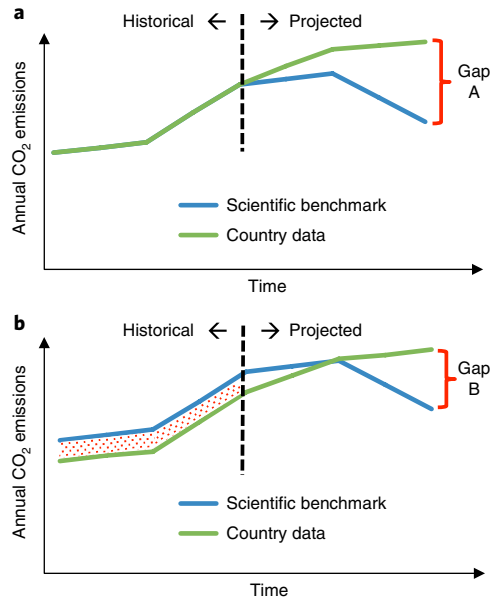 a
Historical ← → Projected
Annual CO₂ emissions
Gap
A
Scientific benchmark
Country data
Time
b
Historical ← → Projected
Annual CO₂ emissions
Gap
B
Scientific benchmark
Country data
Time